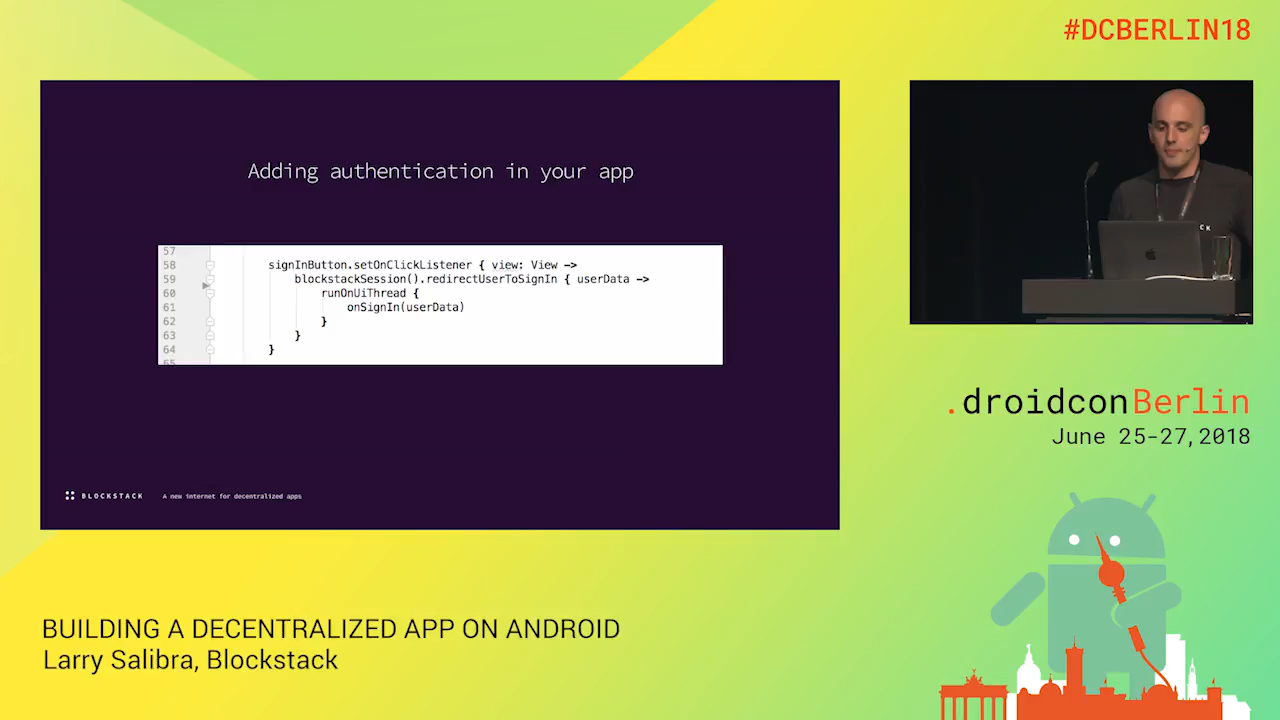 #DCBERLIN18
Adding authentication in your app
57
58 signInButton.setOnClickListener { view: View ->
59 blockstackSession().redirectUserToSignIn { userData ->
60 runOnUiThread {
61 onSignIn(userData)
62 }
63 }
64 }
65
CK
BLOCKSTACK A new internet for decentralized apps
.droidconBerlin
June 25-27,2018
BUILDING A DECENTRALIZED APP ON ANDROID
Larry Salibra, Blockstack